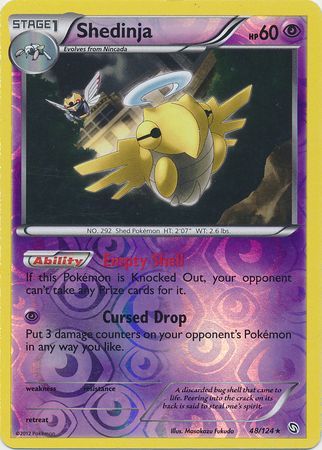 STAGE1
Shedinja
HP60
Evolves from Nincada
NO. 292 Shed Pokémon HT: 2'07" WT: 2.6 lbs.
Ability Empty Shell
If this Pokémon is Knocked Out, your opponent
can't take any Prize cards for it.
Cursed Drop
Put 3 damage counters on your opponent's Pokémon
in any way you like.
weakness resistance
retreat
A discarded bug shell that came to
life. Peering into the crack on its
back is said to steal one's spirit.
©2012 Pokémon
Illus. Masakazu Fukuda
48/124★